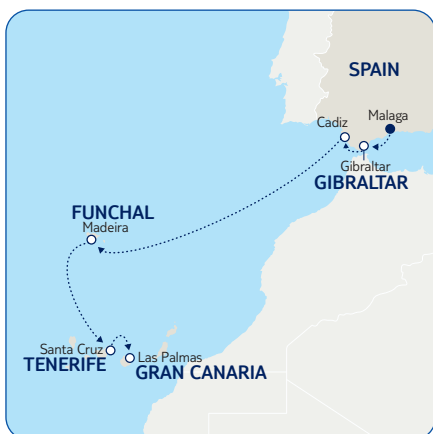 SPAIN
Malaga
Cadiz
Gibraltar
GIBRALTAR
FUNCHAL
Madeira
Santa Cruz
TENERIFE
Las Palmas
GRAN CANARIA